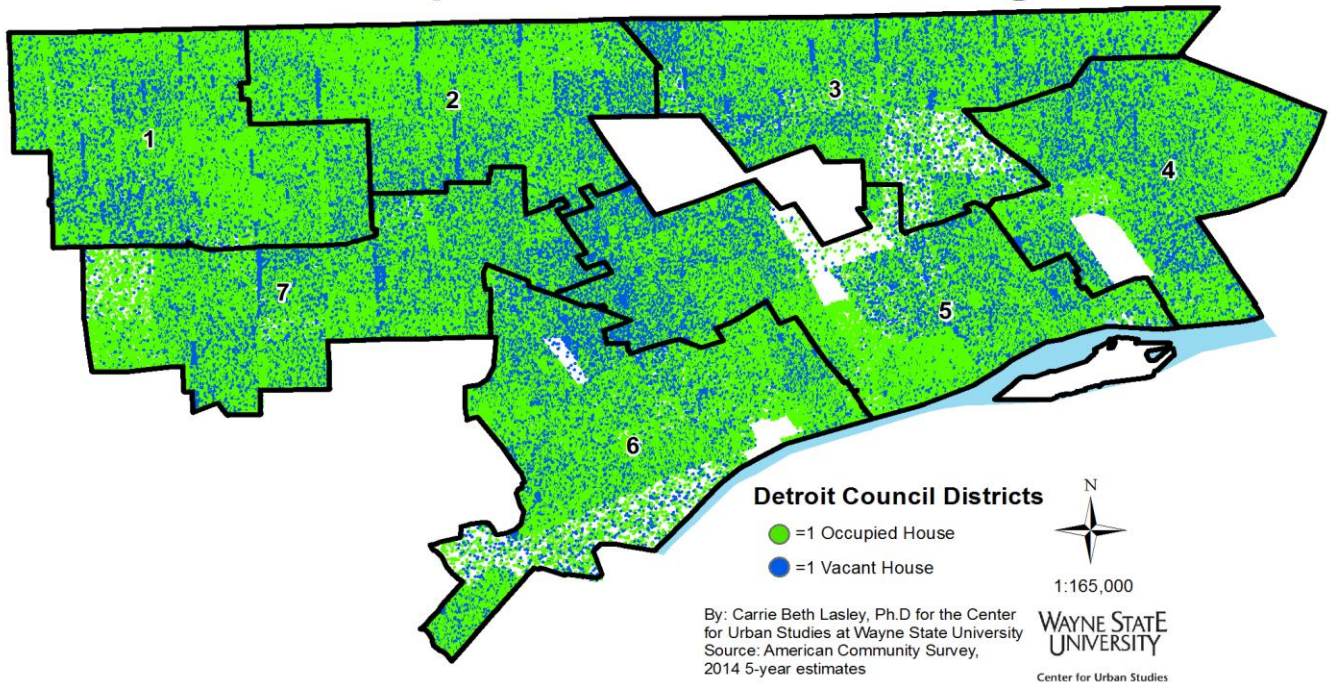 1
2
3
4
5
6
7
Detroit Council Districts
=1 Occupied House
=1 Vacant House
By: Carrie Beth Lasley, Ph.D for the Center
for Urban Studies at Wayne State University
Source: American Community Survey,
2014 5-year estimates
N
1:165,000
WAYNE STATE
UNIVERSITY
Center for Urban Studies